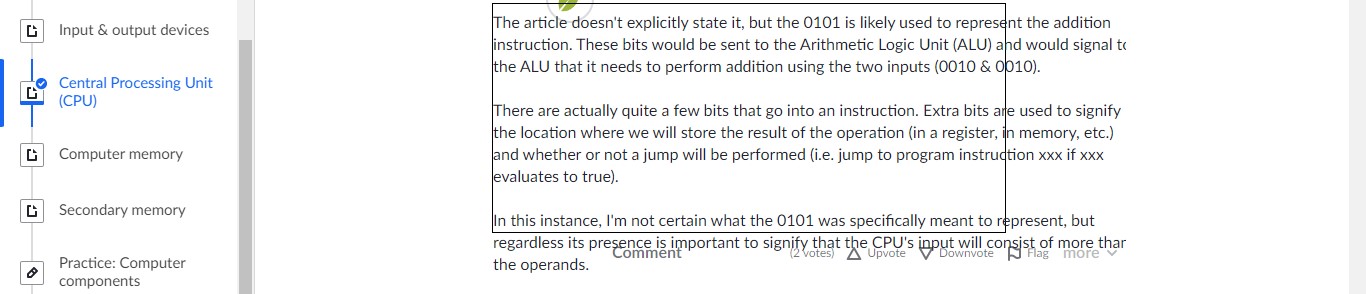 Input & output devices
Central Processing Unit
(CPU)
Computer memory
Secondary memory
Practice: Computer
components
The article doesn't explicitly state it, but the 0101 is likely used to represent the addition
instruction. These bits would be sent to the Arithmetic Logic Unit (ALU) and would signal to
the ALU that it needs to perform addition using the two inputs (0010 & 0010).
There are actually quite a few bits that go into an instruction. Extra bits are used to signify
the location where we will store the result of the operation (in a register, in memory, etc.)
and whether or not a jump will be performed (i.e. jump to program instruction xxx if xxx
evaluates to true).
In this instance, I'm not certain what the 0101 was specifically meant to represent, but
regardless its presence is important to signify that the CPU's input will consist of more than
the operands.
Comment (2 votes) Upvote Downvote Flag more